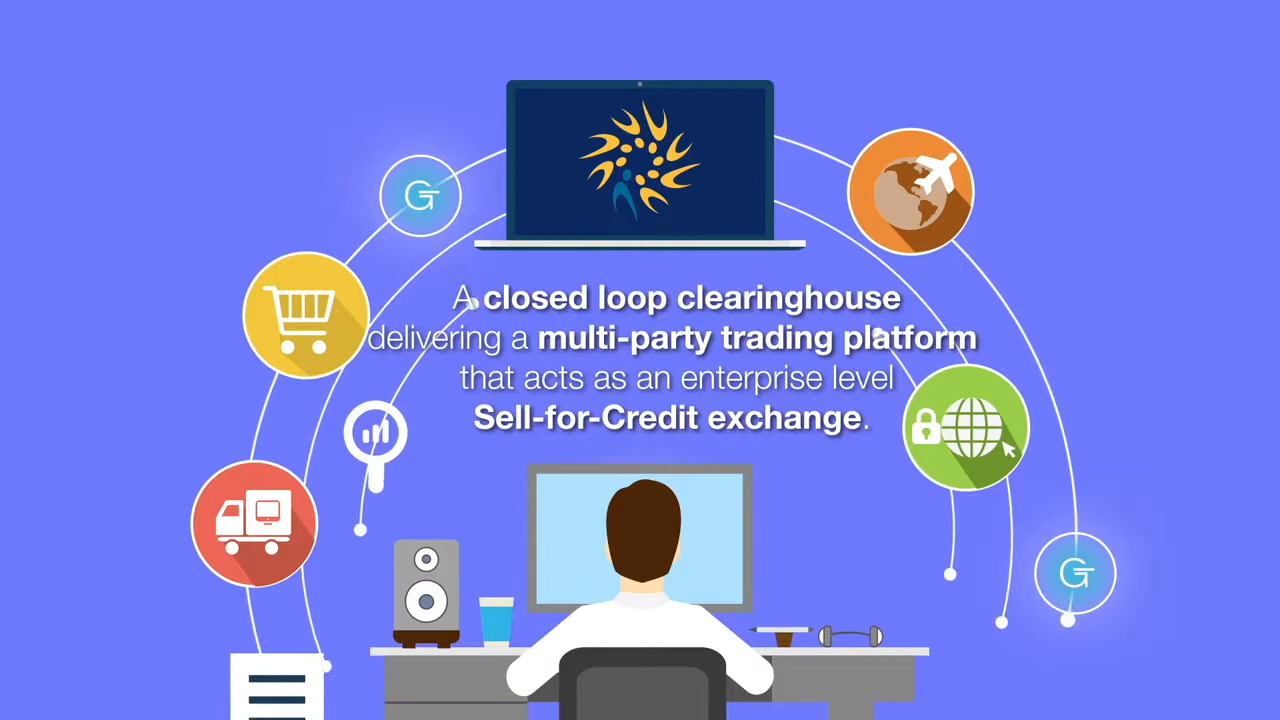 G
A closed loop clearinghouse
delivering a multi-party trading platform
that acts as an enterprise level
Sell-for-Credit exchange.
G